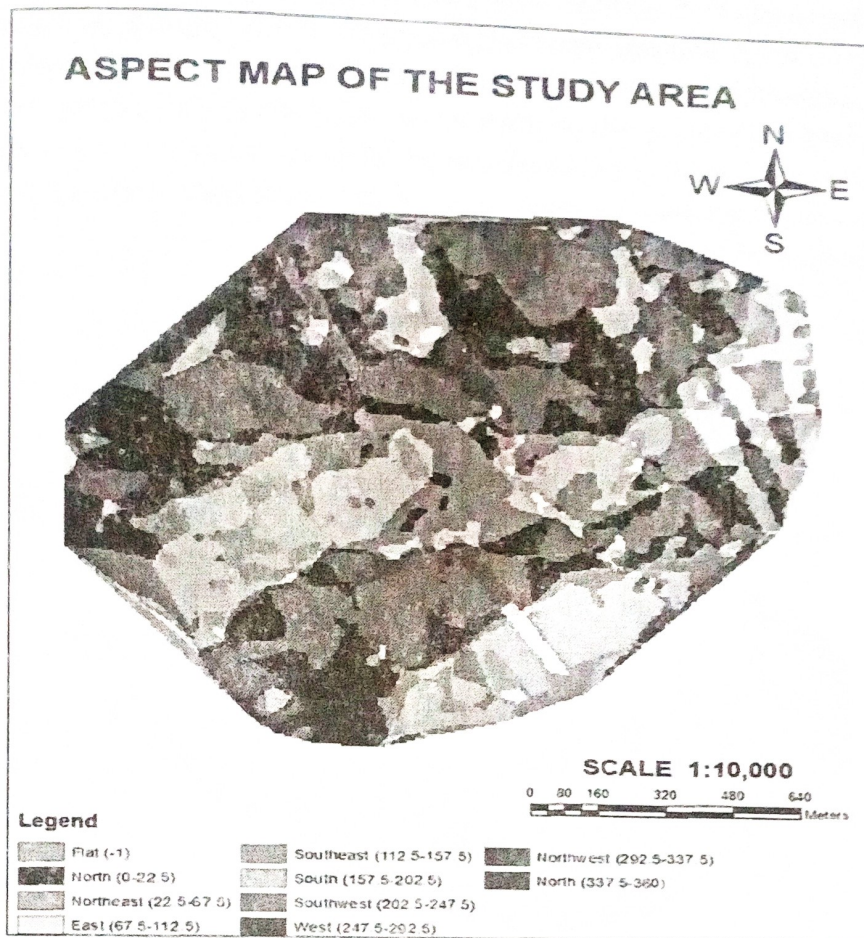 ASPECT MAP OF THE STUDY AREA
N
W E
S
SCALE 1:10,000
0 80 160 320 480 640
Meters
Legend
Flat (-1)
North (0-22 5)
Northeast (22 5-67 5)
East (67 5-112 5)
Southeast (112 5-157 5)
South (157 5-202 5)
Southwest (202 5-247 5)
West (247 5-292 5)
Northwest (292 5-337 5)
North (337 5-360)